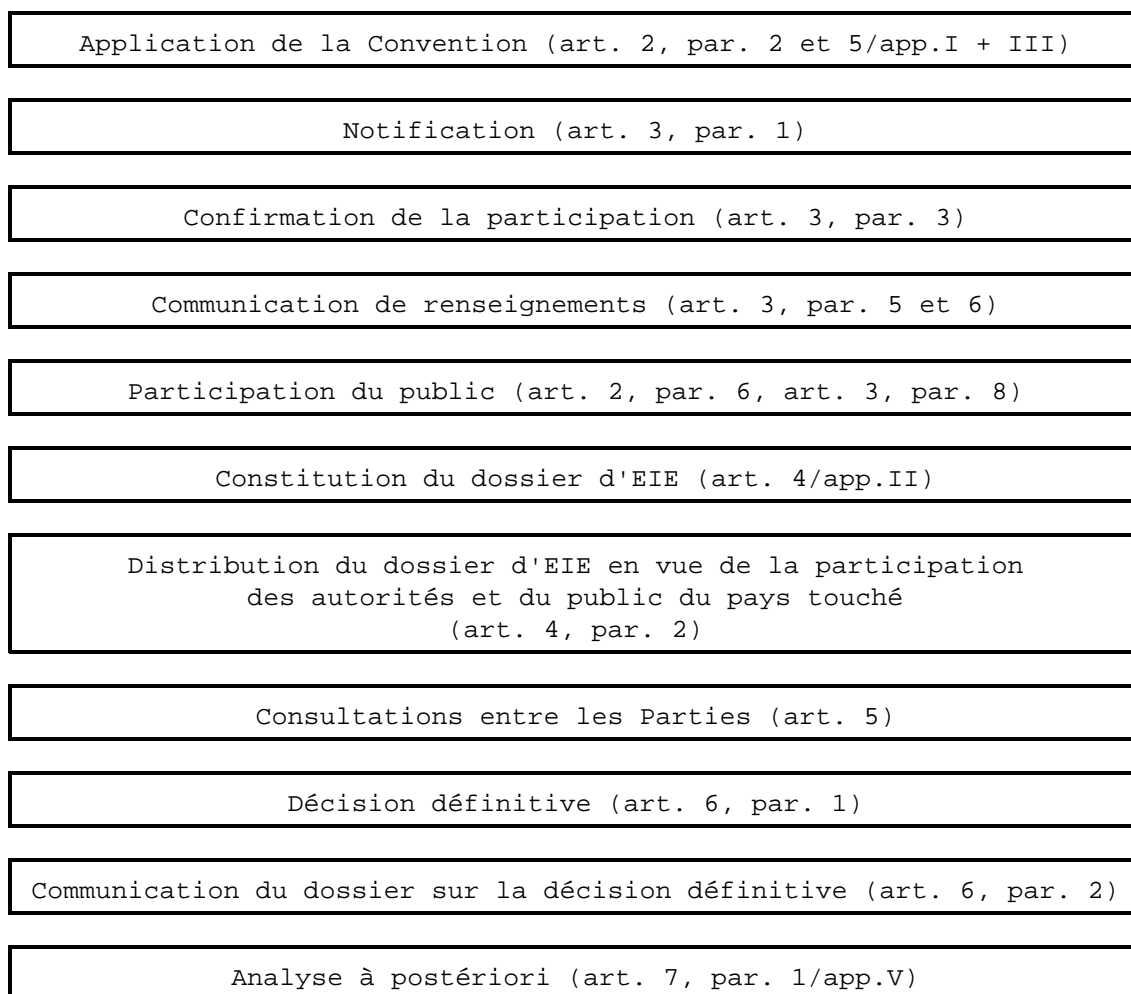 Application de la Convention (art. 2, par. 2 et 5/app.I + III)
Notification (art. 3, par. 1)
Confirmation de la participation (art. 3, par. 3)
Communication de renseignements (art. 3, par. 5 et 6)
Participation du public (art. 2, par. 6, art. 3, par. 8)
Constitution du dossier d'EIE (art. 4/app.II)
Distribution du dossier d'EIE en vue de la participation
des autorités et du public du pays touché
(art. 4, par. 2)
Consultations entre les Parties (art. 5)
Décision définitive (art. 6, par. 1)
Communication du dossier sur la décision définitive (art. 6, par. 2)
Analyse à postériori (art. 7, par. 1/app.V)